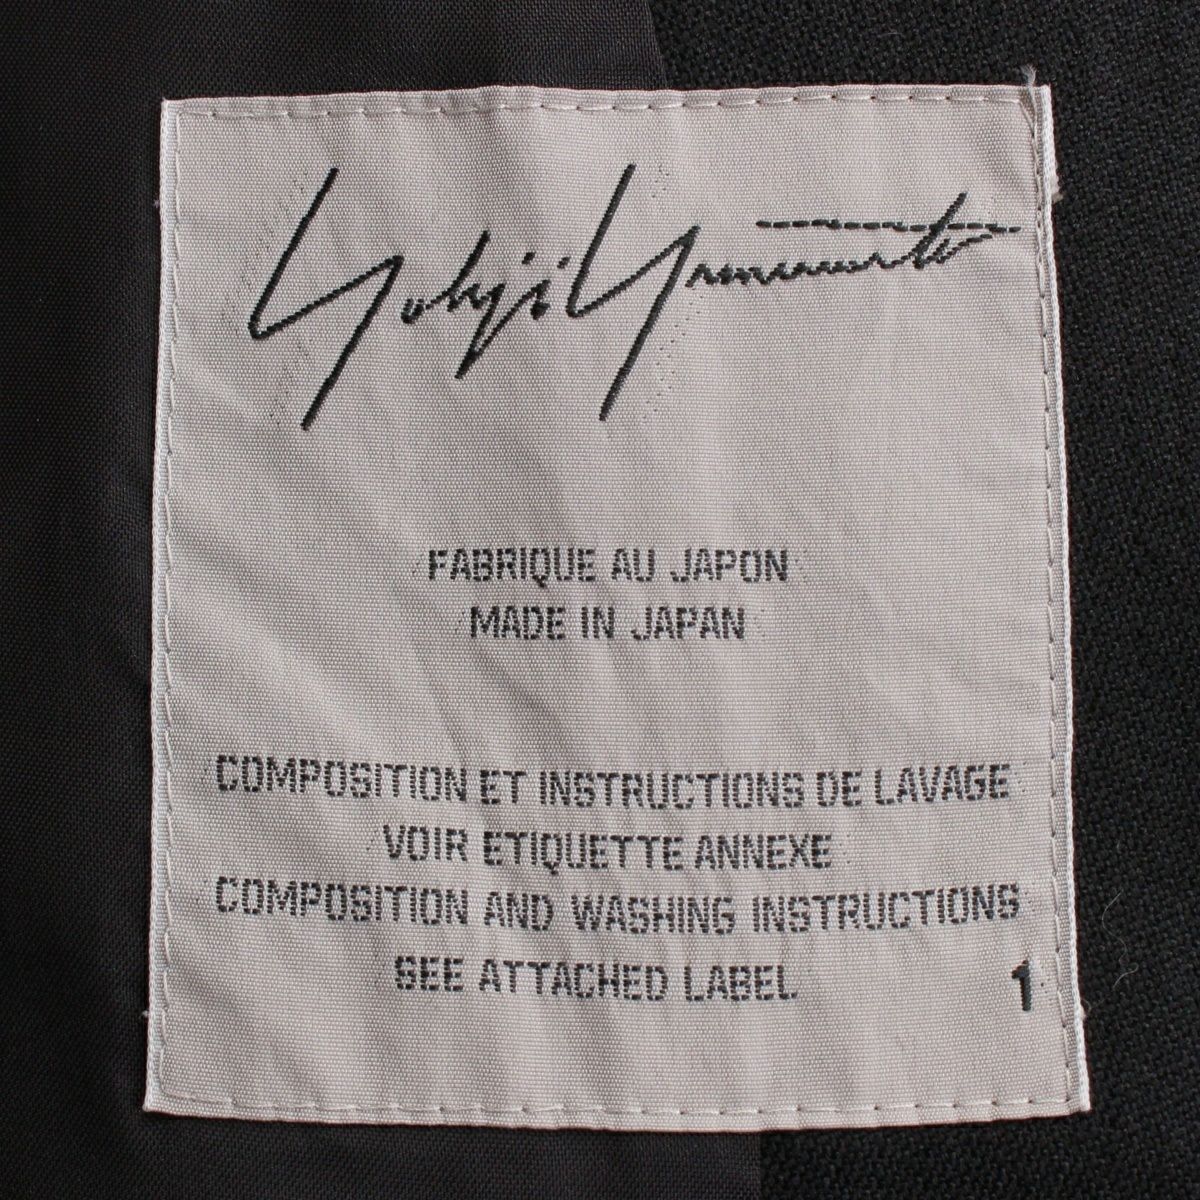 Yohji Yamamoto
FABRIQUE AU JAPON
MADE IN JAPAN
COMPOSITION ET INSTRUCTIONS DE LAVAGE
VOIR ETIQUETTE ANNEXE
COMPOSITION AND WASHING INSTRUCTIONS
SEE ATTACHED LABEL
1